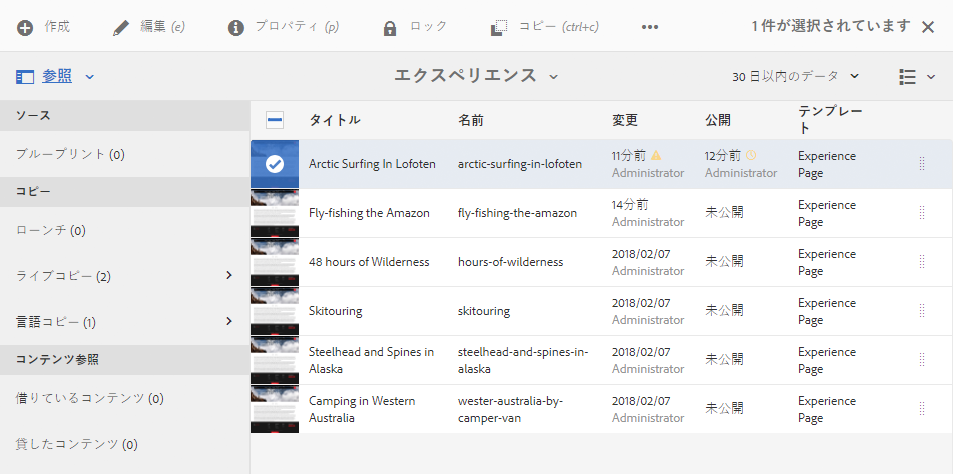 作成 編集 (e) プロパティ (p) ロック コピー (ctrl+c) 1 件が選択されています
参照 エクスペリエンス 30 日以内のデータ
ソース
ブループリント (0)
コピー
ローンチ (0)
ライブコピー (2)
言語コピー (1)
コンテンツ参照
借りているコンテンツ (0)
貸したコンテンツ (0)
タイトル 名前 変更 公開 テンプレー
ト
Arctic Surfing In Lofoten arctic-surfing-in-lofoten 11分前 12分前 Experience
Administrator Administrator Page
Fly-fishing the Amazon fly-fishing-the-amazon 14分前 未公開 Experience
Administrator Page
48 hours of Wilderness hours-of-wilderness 2018/02/07 未公開 Experience
Administrator Page
Skitouring skitouring 2018/02/07 未公開 Experience
Administrator Page
Steelhead and Spines in steelhead-and-spines-in- 2018/02/07 未公開 Experience
Alaska alaska Administrator Page
Camping in Western wester-australia-by- 2018/02/07 未公開 Experience
Australia camper-van Administrator Page